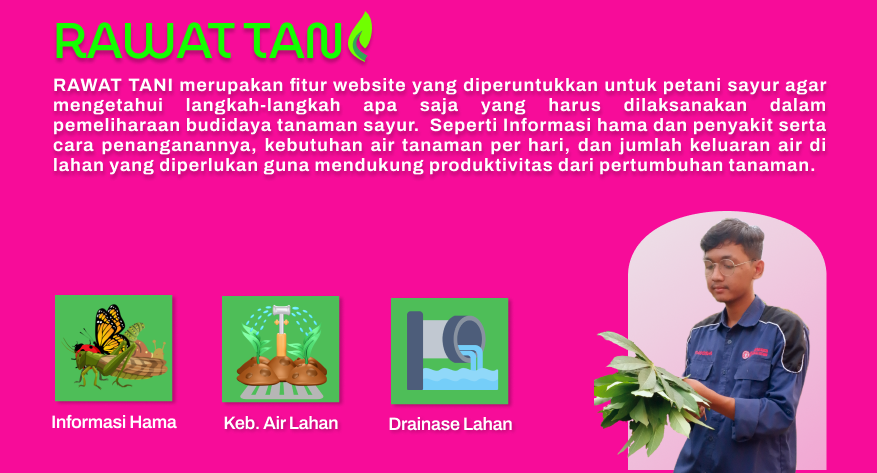 RAWAT TANI
RAWAT TANI merupakan fitur website yang diperuntukkan untuk petani sayur agar
mengetahui langkah-langkah apa saja yang harus dilaksanakan dalam
pemeliharaan budidaya tanaman sayur. Seperti Informasi hama dan penyakit serta
cara penanganannya, kebutuhan air tanaman per hari, dan jumlah keluaran air di
lahan yang diperlukan guna mendukung produktivitas dari pertumbuhan tanaman.
Informasi Hama
Keb. Air Lahan
Drainase Lahan